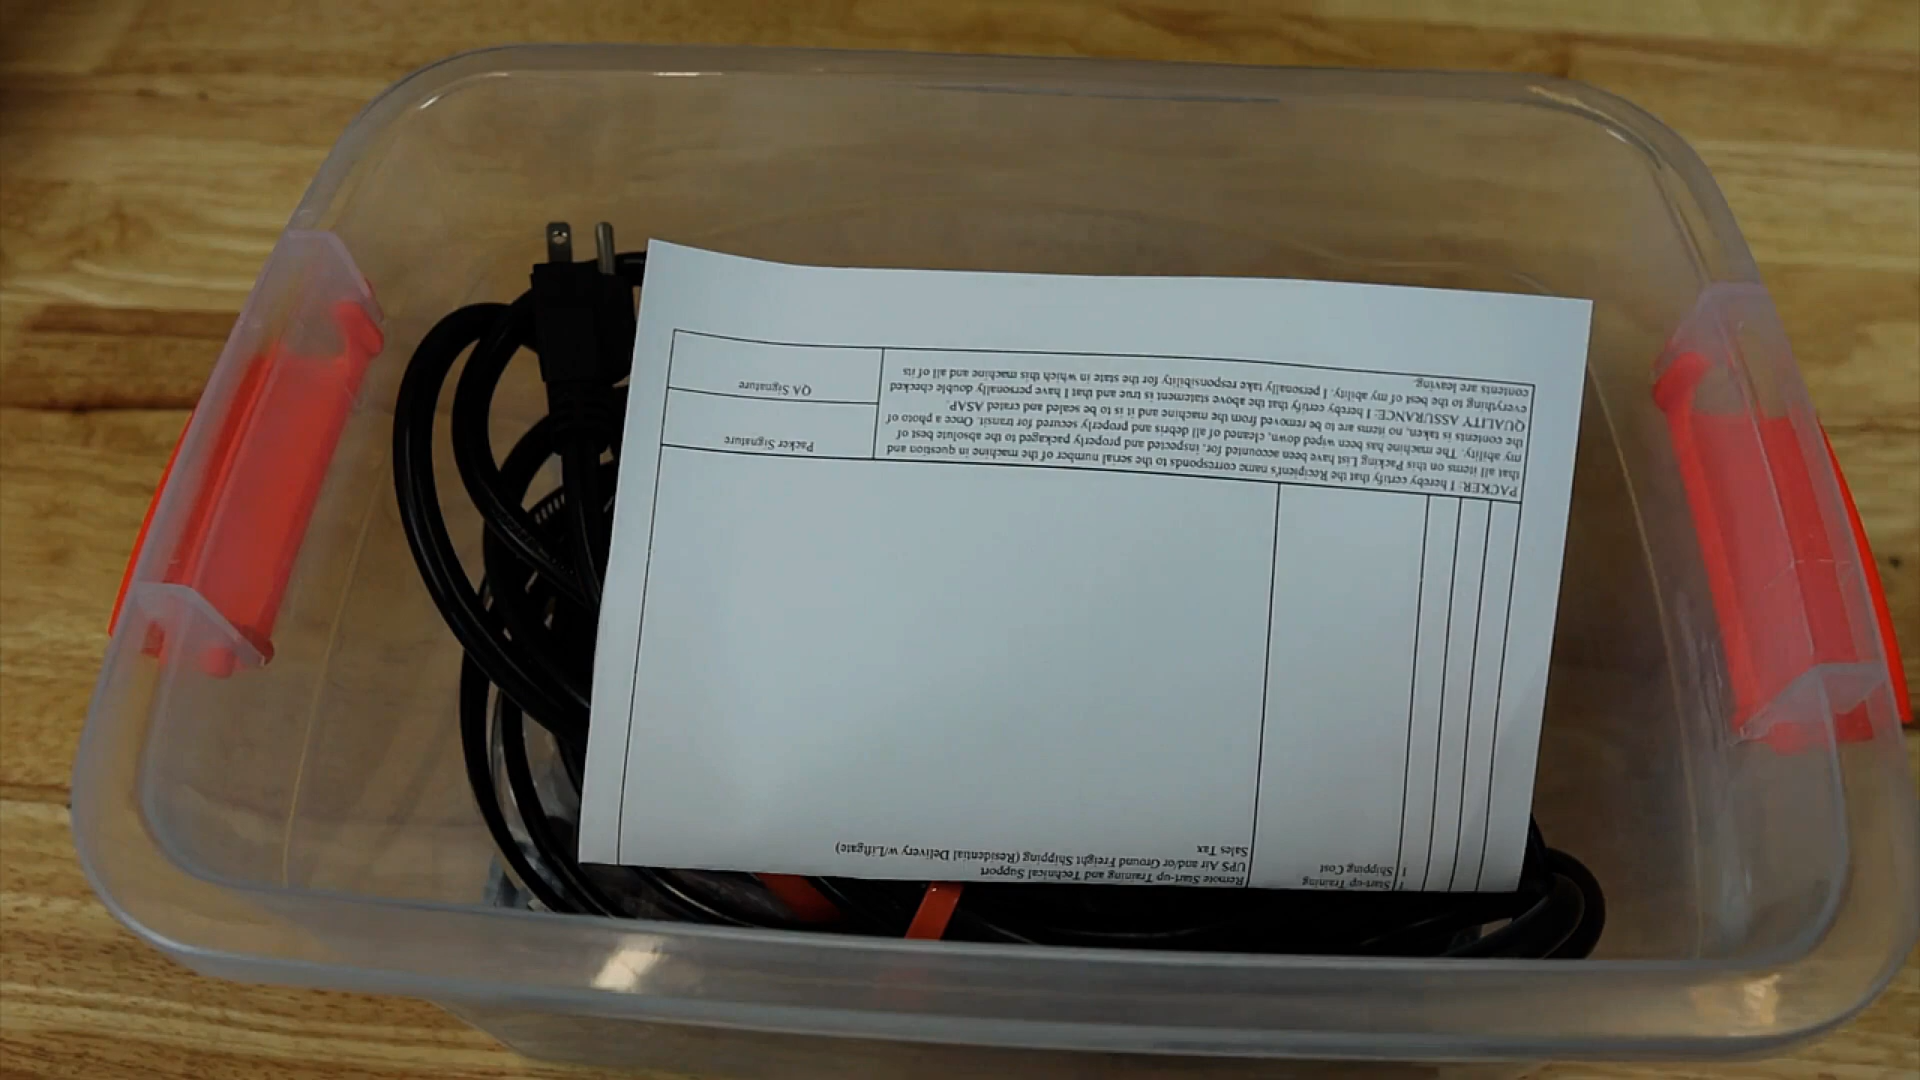 1 Start-up Training Remote Start-up Training and Technical Support
1 Shipping Cost UPS Air and/or Ground Freight Shipping (Residential Delivery w/Liftgate)
Sales Tax
PACKER: I hereby certify that the Recipient's name corresponds to the serial number of the machine in question and
that all items on this Packing List have been accounted for, inspected and properly packaged to the absolute best of
my ability. The machine has been wiped down, cleaned of all debris and properly secured for transit. Once a photo of
the contents is taken, no items are to be removed from the machine and it is to be sealed and crated ASAP.
Packer Signature
QUALITY ASSURANCE: I hereby certify that the above statement is true and that I have personally double checked
everything to the best of my ability. I personally take responsibility for the state in which this machine and all of its
contents are leaving.
QA Signature